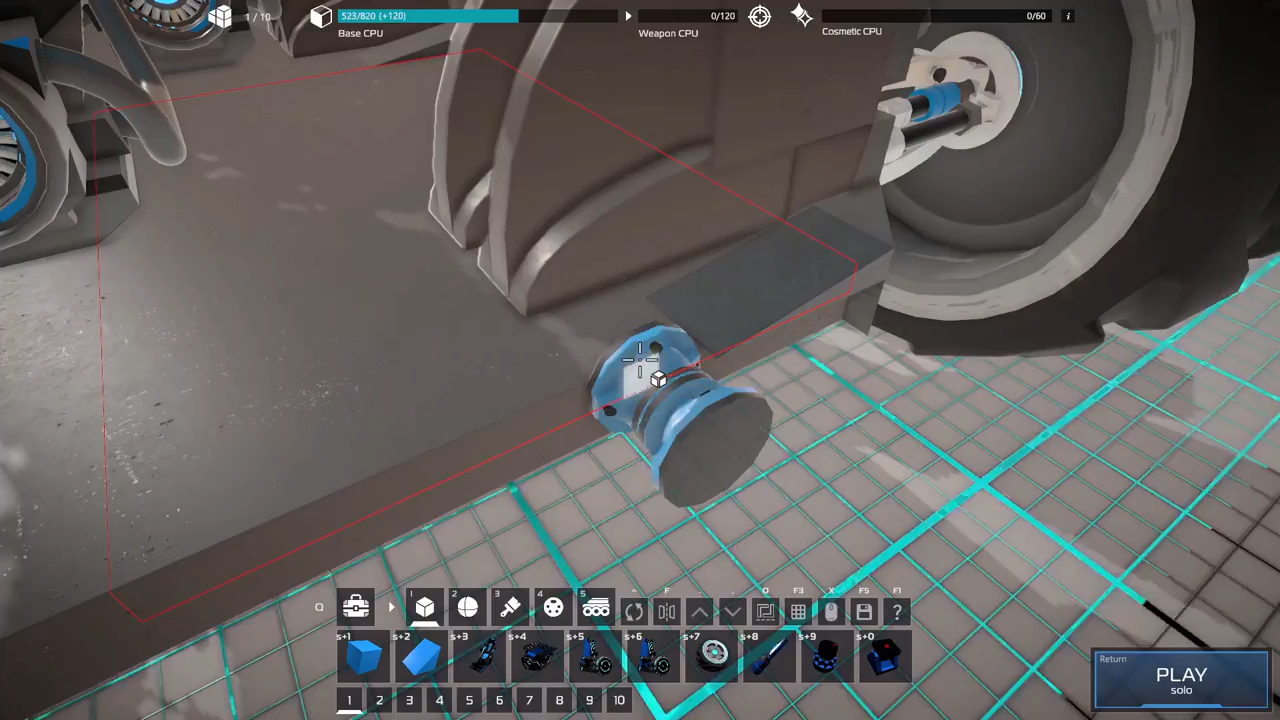 1 / 10
523/820 (+120)
Base CPU
0/120
Weapon CPU
0/60
Cosmetic CPU
i
Q
1
2
3
4
5
F
O
F3
X
F5
F1
?
s+1
s+2
s+3
s+4
s+5
s+6
s+7
s+8
s+9
s+0
1
2
3
4
5
6
7
8
9
10
Return
PLAY
solo